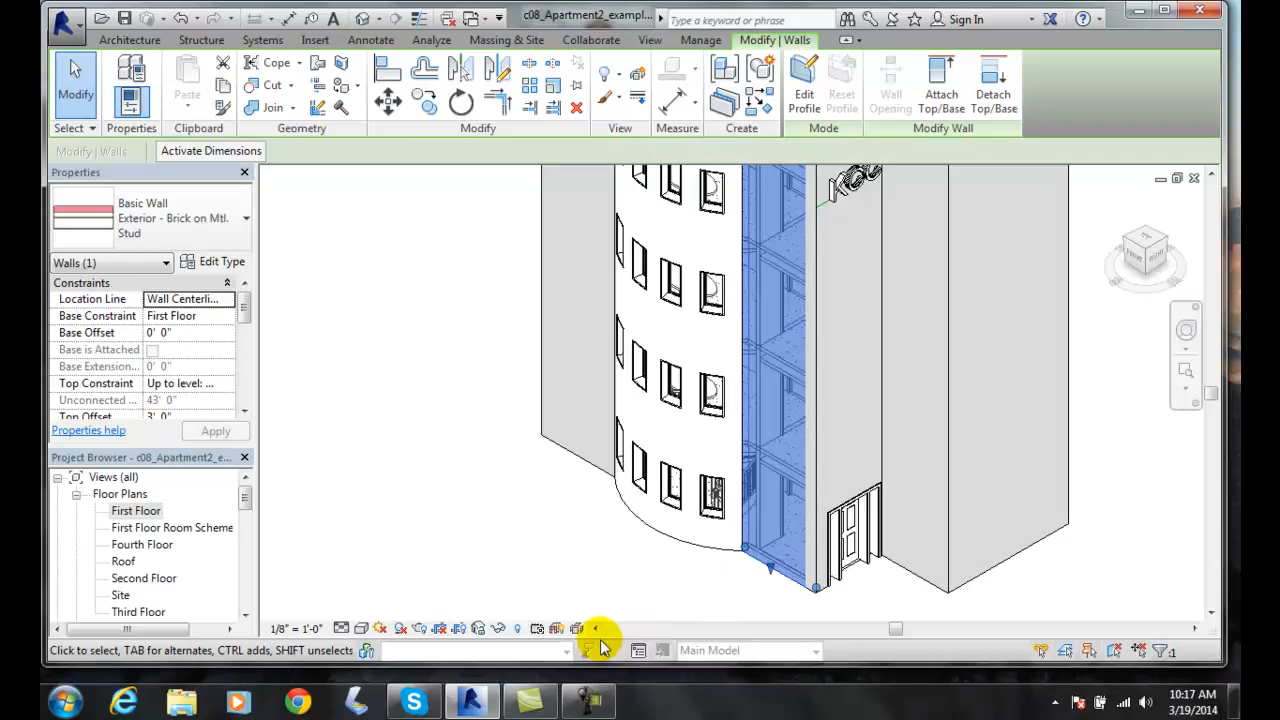 c08_Apartment2_exampl...
Type a keyword or phrase
Sign In
Architecture
Structure
Systems
Insert
Annotate
Analyze
Massing & Site
Collaborate
View
Manage
Modify | Walls
Modify
Properties
Paste
Cope
Cut
Join
Edit Profile
Reset Profile
Wall Opening
Attach Top/Base
Detach Top/Base
Select
Properties
Clipboard
Geometry
Modify
View
Measure
Create
Mode
Modify Wall
Modify | Walls
Activate Dimensions
Properties
Basic Wall
Exterior - Brick on Mtl. Stud
Walls (1)
Edit Type
Constraints
Location Line Wall Centerli...
Base Constraint First Floor
Base Offset 0' 0"
Base is Attached
Base Extension... 0' 0"
Top Constraint Up to level: ...
Unconnected ... 43' 0"
Top Offset 3' 0"
Properties help
Apply
Project Browser - c08_Apartment2_e...
Views (all)
Floor Plans
First Floor
First Floor Room Scheme
Fourth Floor
Roof
Second Floor
Site
Third Floor
TOP
FRONT
RIGHT
1/8" = 1'-0"
Click to select, TAB for alternates, CTRL adds, SHIFT unselects
Main Model
:1
10:17 AM
3/19/2014